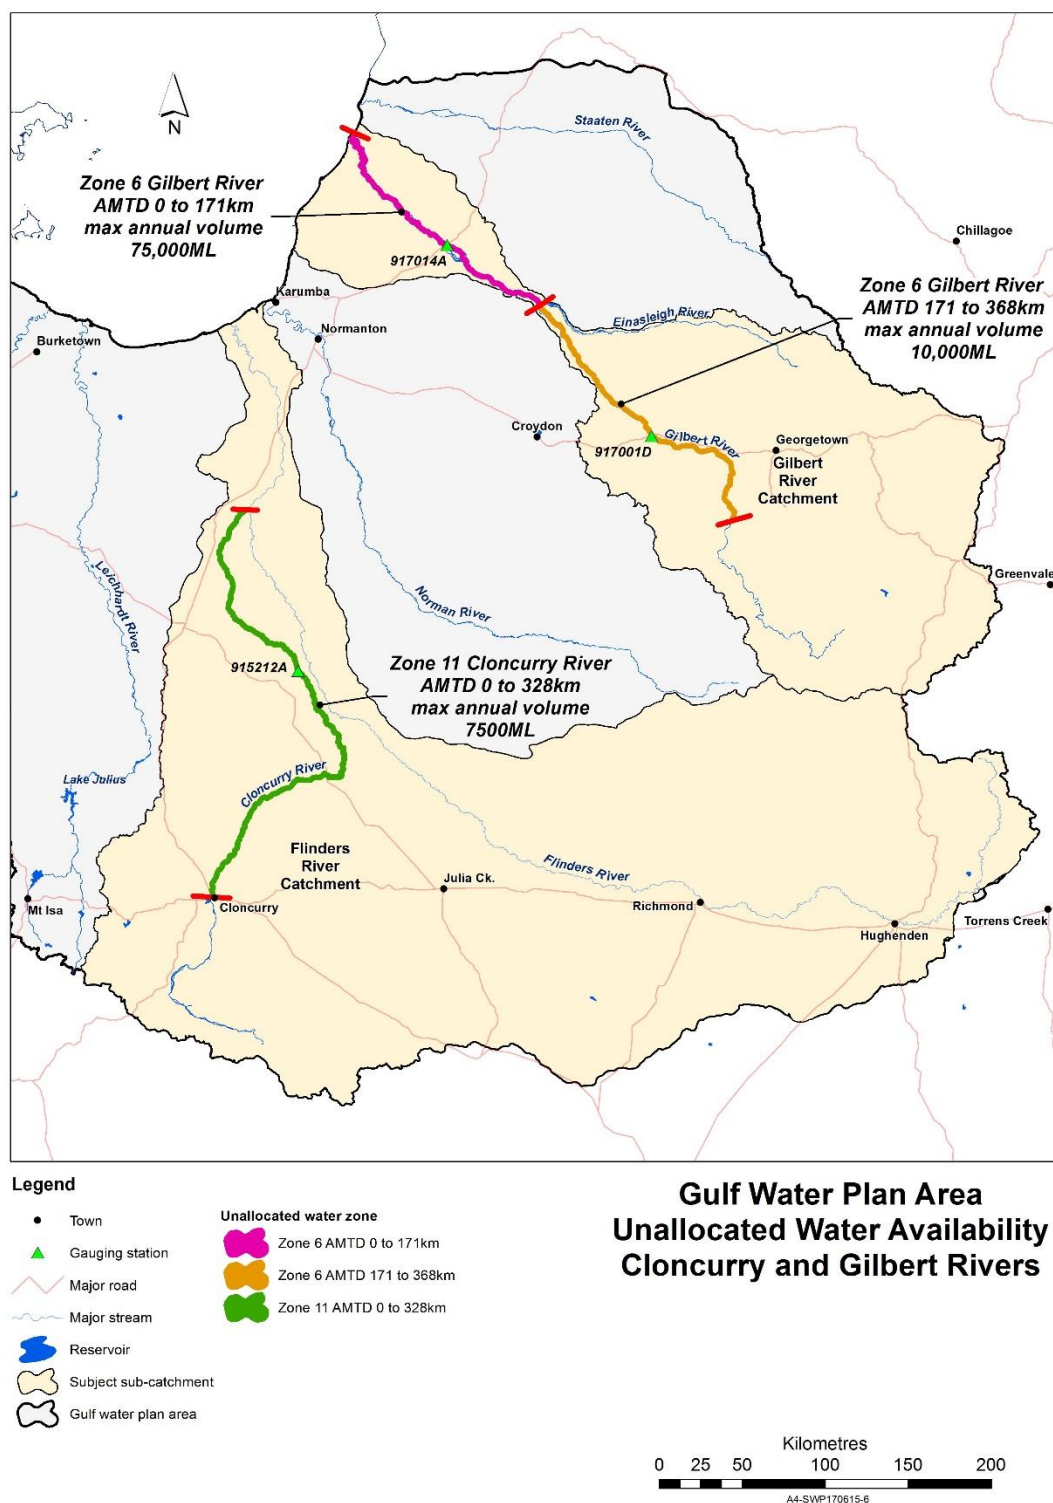 Staaten River
Zone 6 Gilbert River
AMTD 0 to 171km
max annual volume
75,000ML
Chillagoe
917014A
Karumba
Zone 6 Gilbert River
AMTD 171 to 368km
max annual volume
10,000ML
Einasleigh River
Normanton
Burketown
Croydon
Gilbert River
Georgetown
917001D
Gilbert
River
Catchment
Leichhardt River
Greenvale
Norman River
915212A
Zone 11 Cloncurry River
AMTD 0 to 328km
max annual volume
7500ML
Lake Julius
Cloncurry River
Flinders
River
Catchment
Flinders River
Julia Ck.
Mt Isa
Cloncurry
Richmond
Torrens Creek
Hughenden
N
Legend
Town
Gauging station
Major road
Major stream
Reservoir
Subject sub-catchment
Gulf water plan area
Unallocated water zone
Zone 6 AMTD 0 to 171km
Zone 6 AMTD 171 to 368km
Zone 11 AMTD 0 to 328km
Gulf Water Plan Area
Unallocated Water Availability
Cloncurry and Gilbert Rivers
Kilometres
0 25 50 100 150 200
A4-SWP170615-6